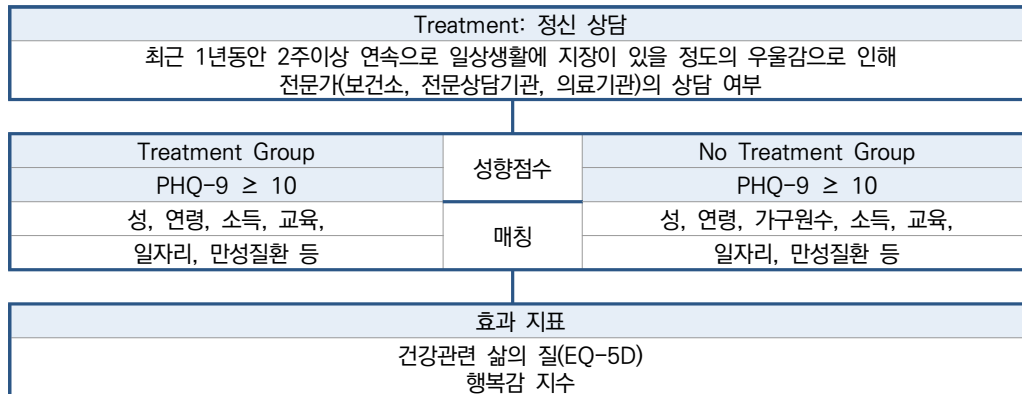 Treatment: 정신 상담
최근 1년동안 2주이상 연속으로 일상생활에 지장이 있을 정도의 우울감으로 인해
전문가(보건소, 전문상담기관, 의료기관)의 상담 여부
Treatment Group
PHQ-9 ≥ 10
성, 연령, 소득, 교육,
일자리, 만성질환 등
성향점수
매칭
No Treatment Group
PHQ-9 ≥ 10
성, 연령, 가구원수, 소득, 교육,
일자리, 만성질환 등
효과 지표
건강관련 삶의 질(EQ-5D)
행복감 지수